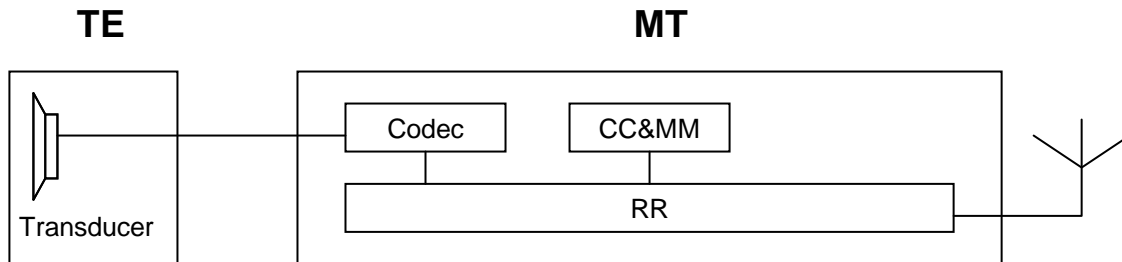 TE
MT
Codec
CC&MM
RR
Transducer